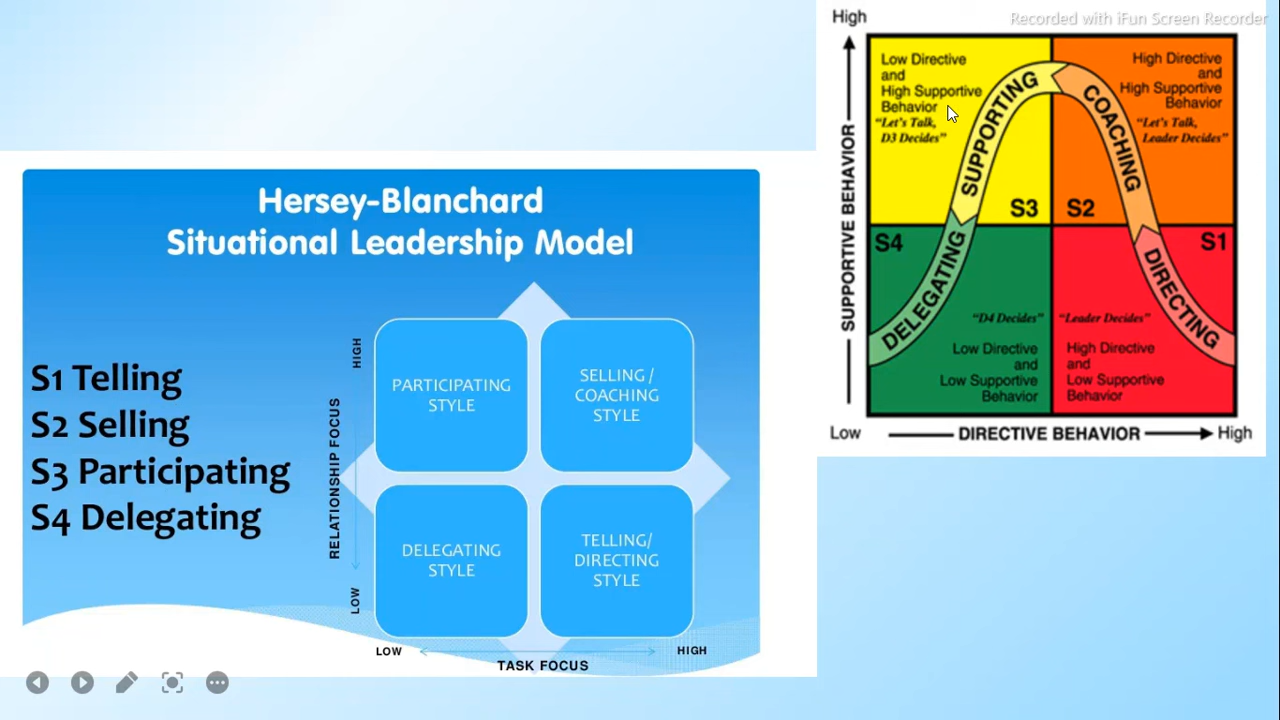 Recorded with iFun Screen Recorder
Hersey-Blanchard
Situational Leadership Model
S1 Telling
S2 Selling
S3 Participating
S4 Delegating
HIGH
RELATIONSHIP FOCUS
LOW
PARTICIPATING
STYLE
SELLING /
COACHING
STYLE
DELEGATING
STYLE
TELLING/
DIRECTING
STYLE
LOW
HIGH
TASK FOCUS
High
SUPPORTIVE BEHAVIOR
Low Directive
and
High Supportive
Behavior
"Let's Talk,
D3 Decides"
SUPPORTING
S3
High Directive
and
High Supportive
Behavior
"Let's Talk,
Leader Decides"
COACHING
S2
S4
DELEGATING
"D4 Decides"
Low Directive
and
Low Supportive
Behavior
S1
DIRECTING
"Leader Decides"
High Directive
and
Low Supportive
Behavior
Low
DIRECTIVE BEHAVIOR
High